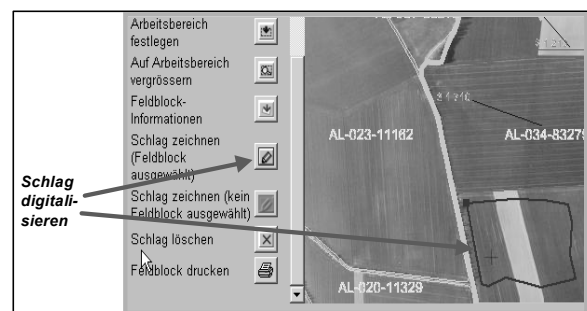 Arbeitsbereich
festlegen
Auf Arbeitsbereich
vergrössern
Feldblock-
Informationen
Schlag zeichnen
(Feldblock
ausgewählt)
Schlag zeichnen (kein
Feldblock ausgewählt)
Schlag löschen
Feldblock drucken
Schlag
digitali-
sieren
AL-023-11162
AL-034-8327
AL-020-11329